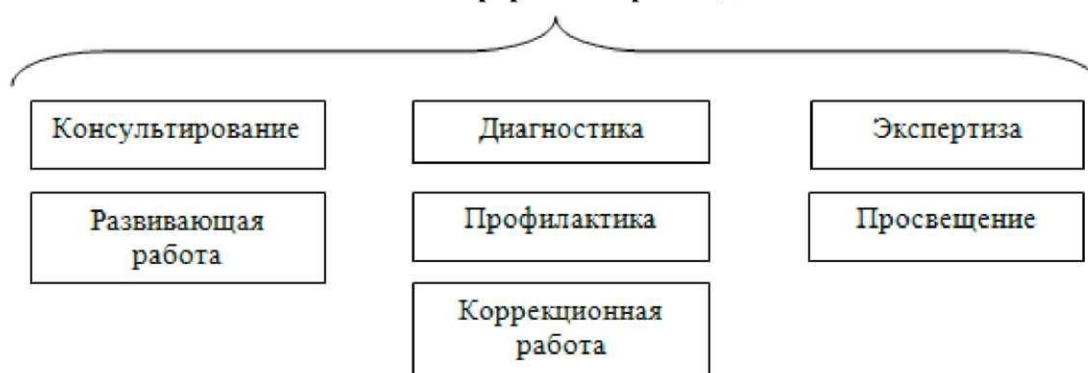 Консультирование
Диагностика
Экспертиза
Развивающая
работа
Профилактика
Просвещение
Коррекционная
работа